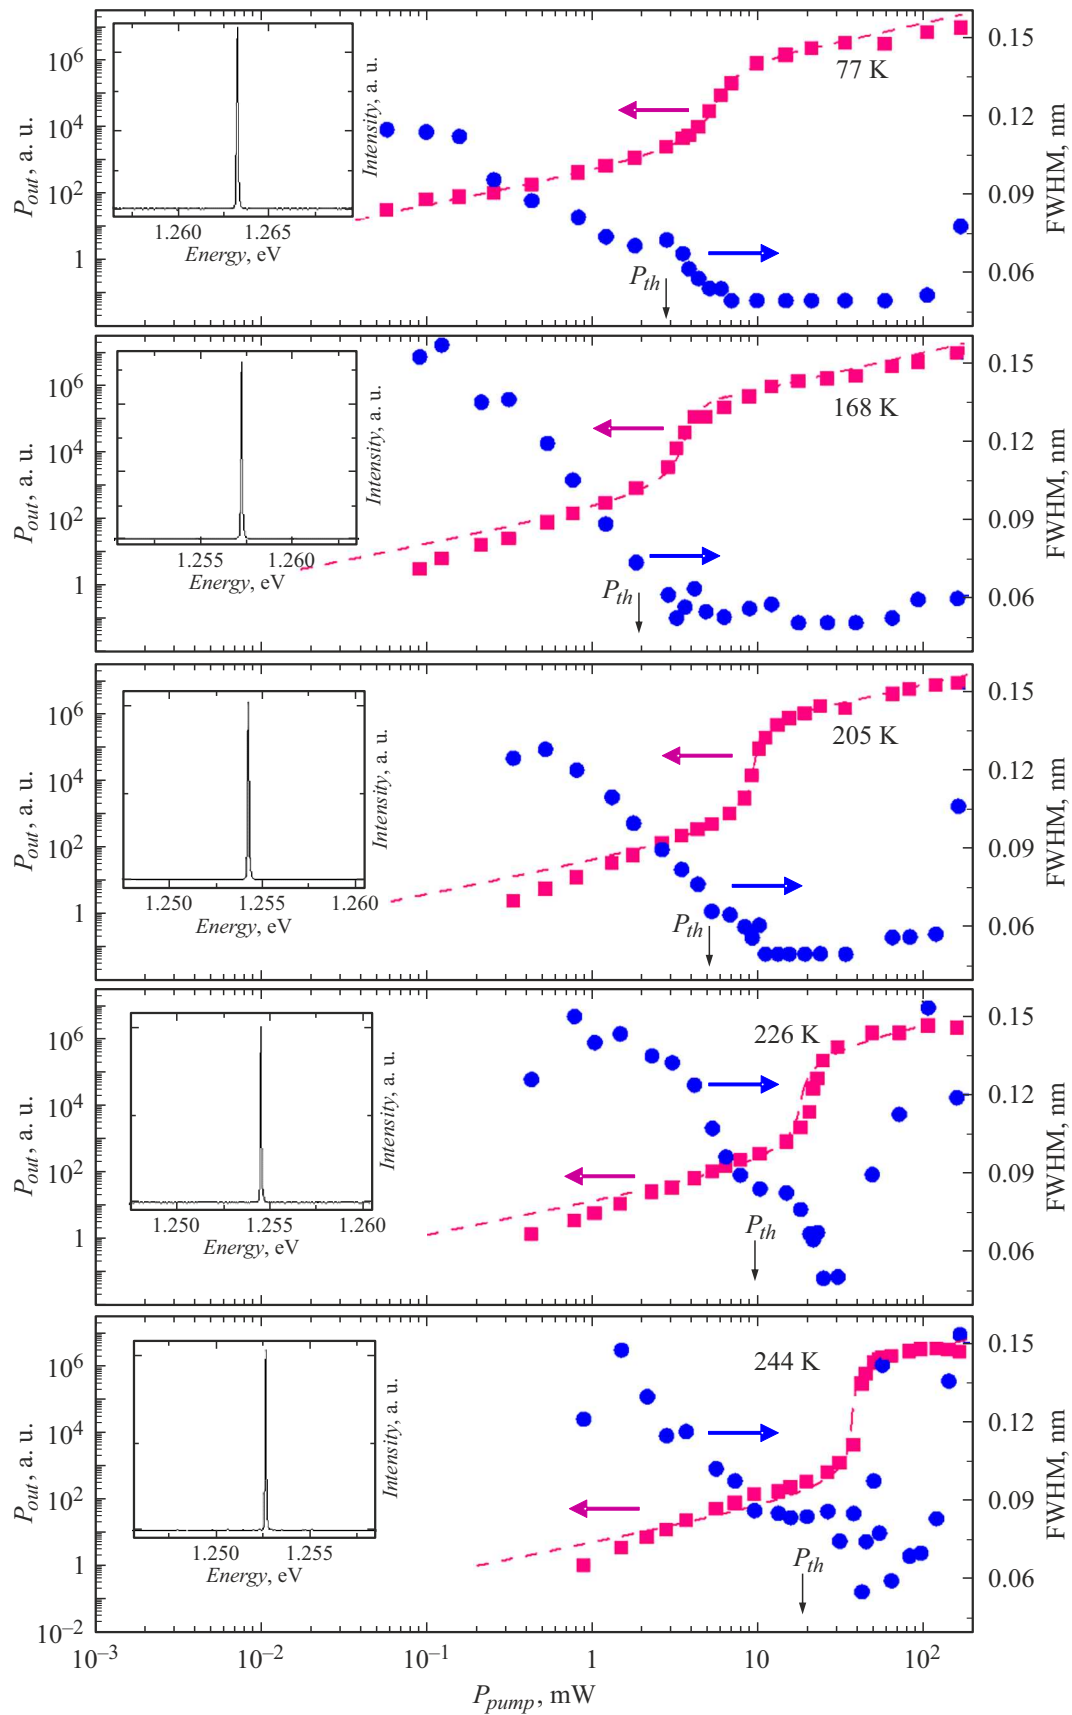 P_out, a. u.
10^6
10^4
10^2
1
Intensity, a. u.
1.260 1.265
Energy, eV
77 K
P_th
0.15
0.12
0.09
0.06
FWHM, nm
P_out, a. u.
10^6
10^4
10^2
1
Intensity, a. u.
1.255 1.260
Energy, eV
168 K
P_th
0.15
0.12
0.09
0.06
FWHM, nm
P_out, a. u.
10^6
10^4
10^2
1
Intensity, a. u.
1.250 1.255 1.260
Energy, eV
205 K
P_th
0.15
0.12
0.09
0.06
FWHM, nm
P_out, a. u.
10^6
10^4
10^2
1
Intensity, a. u.
1.250 1.255 1.260
Energy, eV
226 K
P_th
0.15
0.12
0.09
0.06
FWHM, nm
P_out, a. u.
10^6
10^4
10^2
1
10^−2
Intensity, a. u.
1.250 1.255
Energy, eV
244 K
P_th
0.15
0.12
0.09
0.06
FWHM, nm
10^−3 10^−2 10^−1 1 10 10^2
P_pump, mW